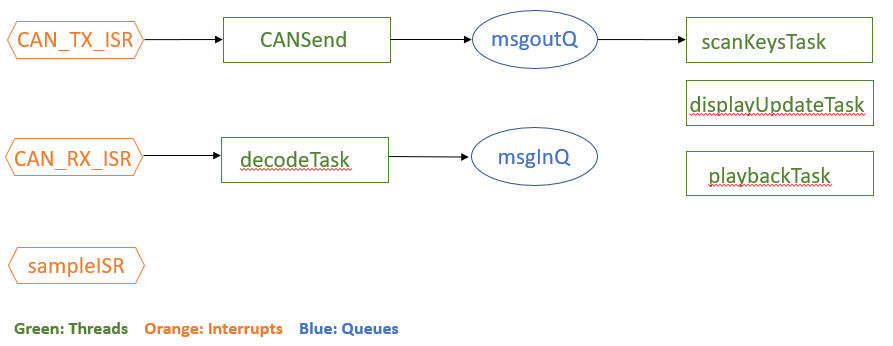 CAN_TX_ISR
CANSend
msgoutQ
scanKeysTask
displayUpdateTask
CAN_RX_ISR
decodeTask
msgInQ
playbackTask
sampleISR
Green: Threads Orange: Interrupts Blue: Queues